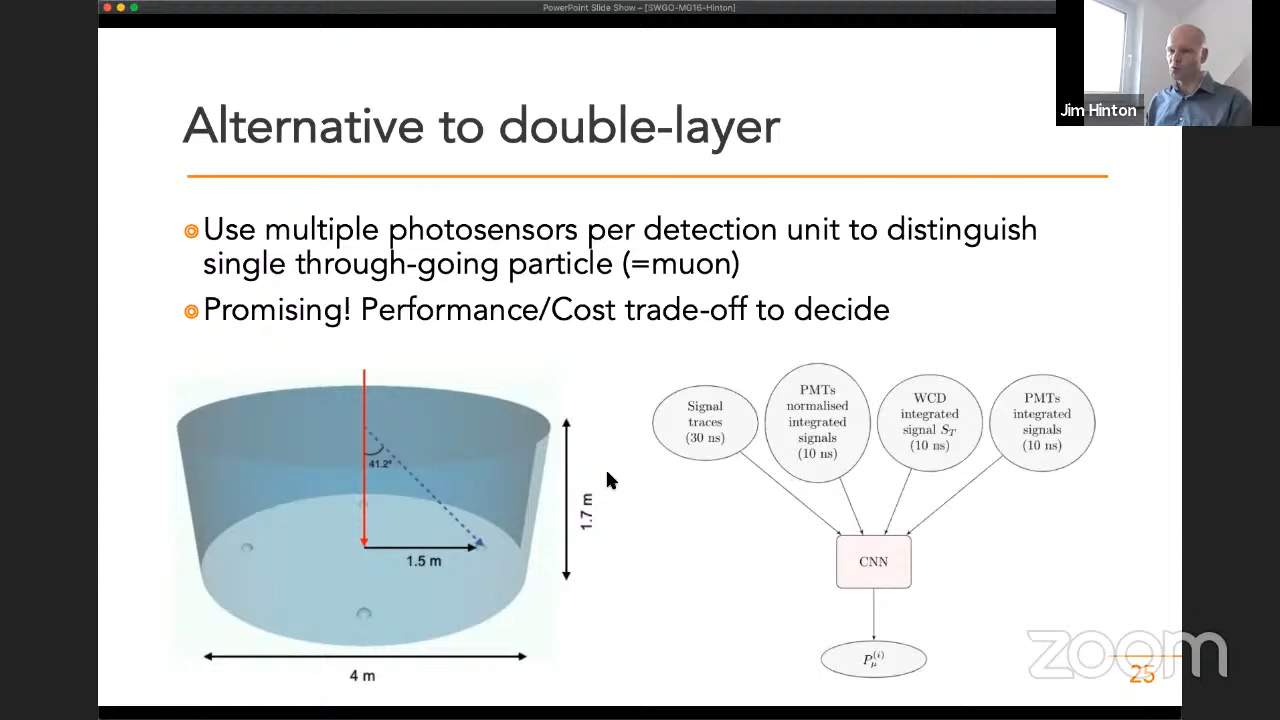 PowerPoint Slide Show – [SWGO-MG16-Hinton]
Jim Hinton
Alternative to double-layer
Use multiple photosensors per detection unit to distinguish
single through-going particle (=muon)
Promising! Performance/Cost trade-off to decide
41.2°
1.5 m
1.7 m
4 m
Signal
traces
(30 ns)
PMTs
normalised
integrated
signals
(10 ns)
WCD
integrated
signal S_T
(10 ns)
PMTs
integrated
signals
(10 ns)
CNN
P_μ^(i)
zoom
25